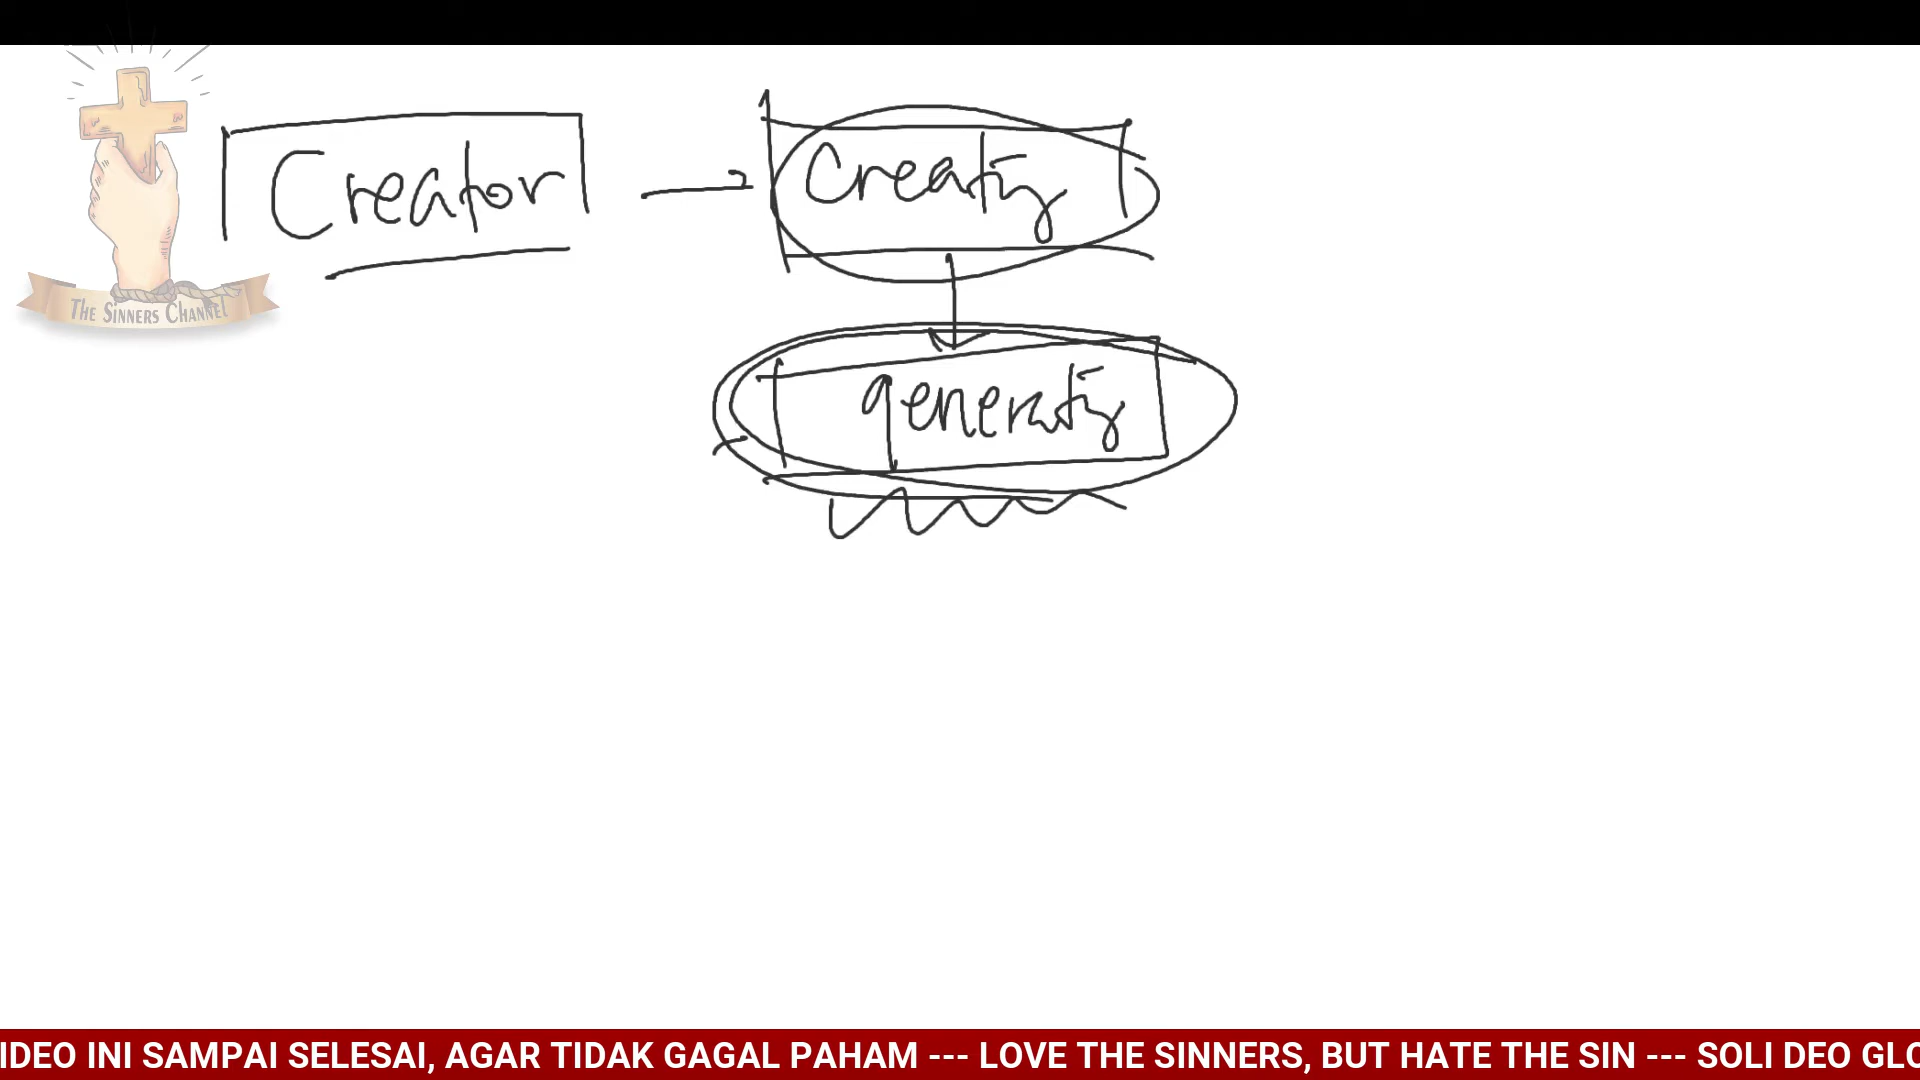 Creator
Creatig
generatig
THE SINNERS CHANNEL
IDEO INI SAMPAI SELESAI, AGAR TIDAK GAGAL PAHAM --- LOVE THE SINNERS, BUT HATE THE SIN --- SOLI DEO GLO